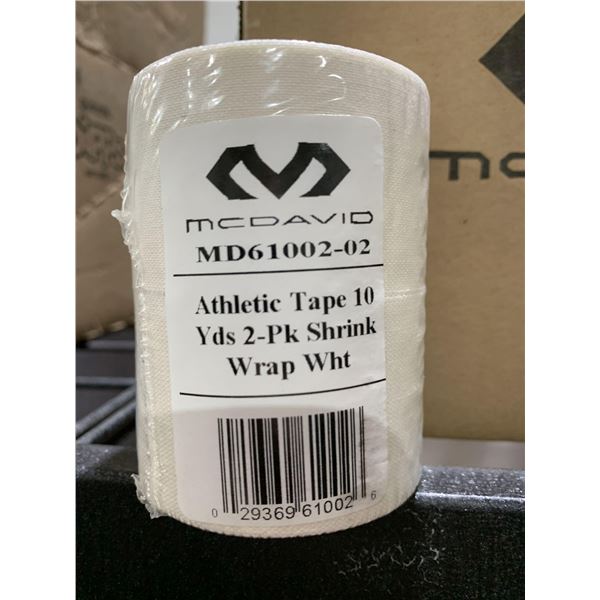 MCDAVID
MD61002-02
Athletic Tape 10
Yds 2-Pk Shrink
Wrap Wht
0 29369 61002 6